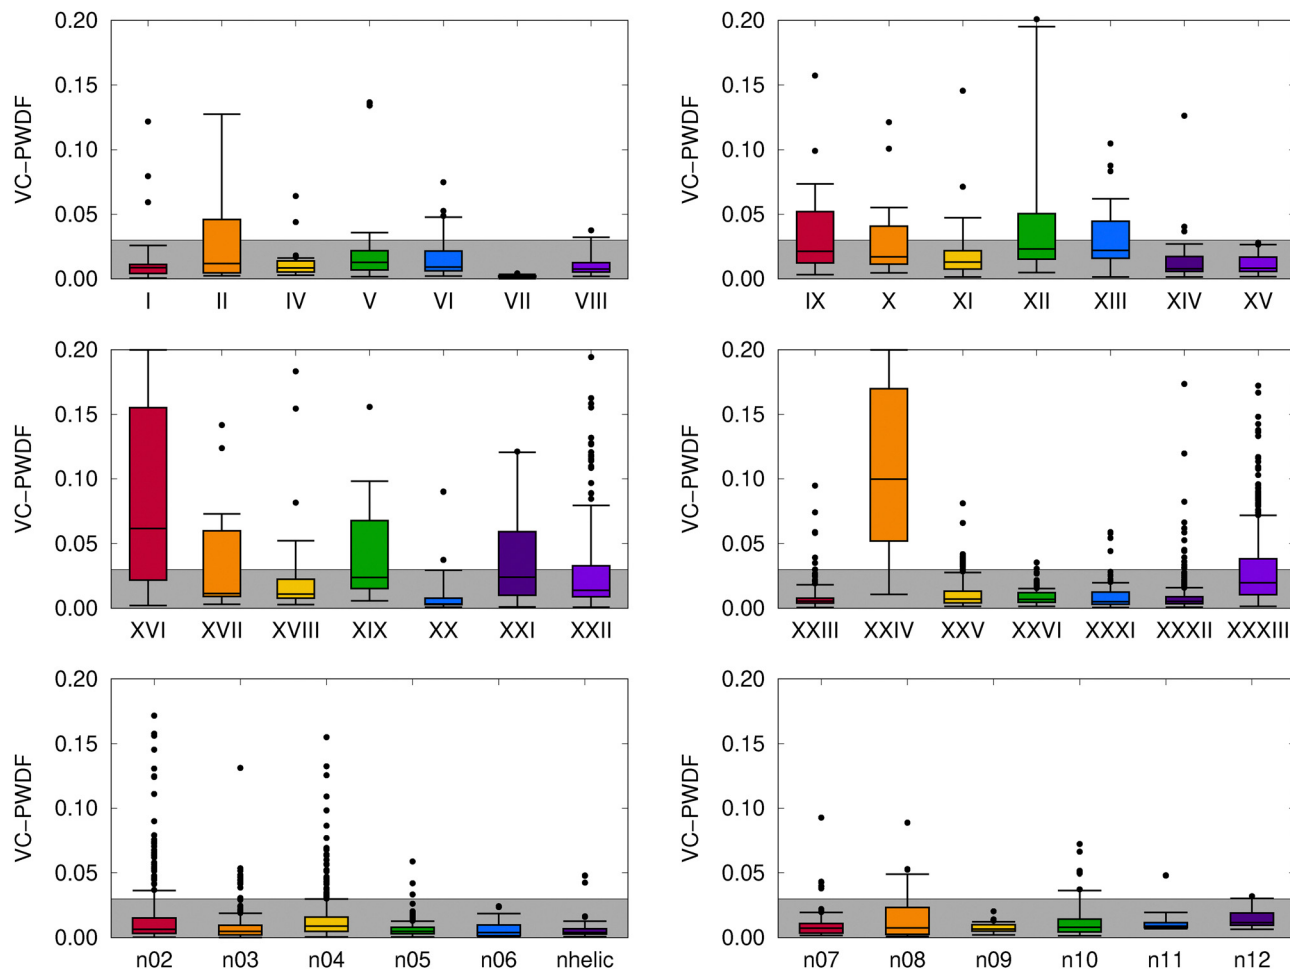 VC−PWDF
0.20
0.15
0.10
0.05
0.00
I II IV V VI VII VIII
VC−PWDF
0.20
0.15
0.10
0.05
0.00
IX X XI XII XIII XIV XV
VC−PWDF
0.20
0.15
0.10
0.05
0.00
XVI XVII XVIII XIX XX XXI XXII
VC−PWDF
0.20
0.15
0.10
0.05
0.00
XXIII XXIV XXV XXVI XXXI XXXII XXXIII
VC−PWDF
0.20
0.15
0.10
0.05
0.00
n02 n03 n04 n05 n06 nhelic
VC−PWDF
0.20
0.15
0.10
0.05
0.00
n07 n08 n09 n10 n11 n12